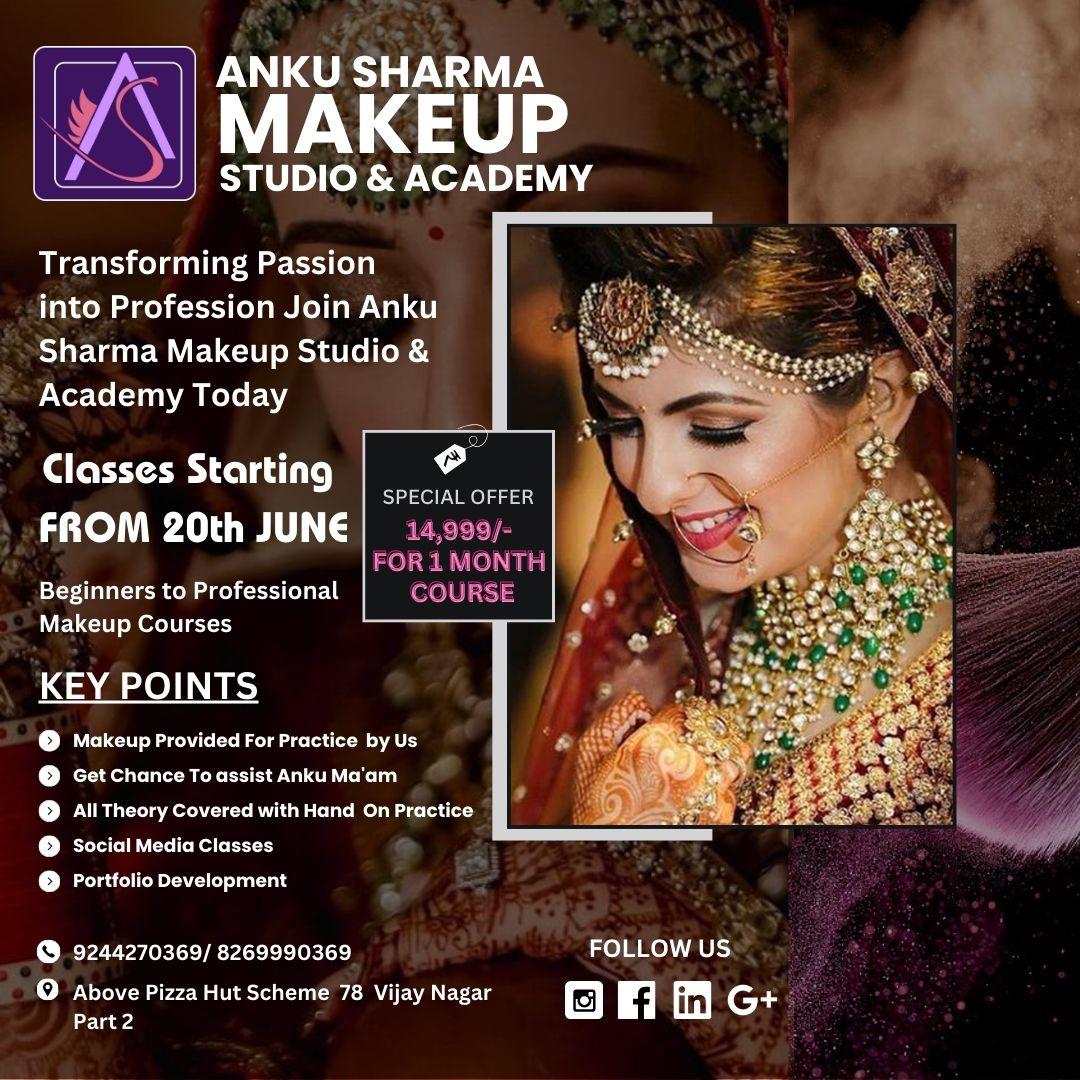 ANKU SHARMA
MAKEUP
STUDIO & ACADEMY
Transforming Passion
into Profession Join Anku
Sharma Makeup Studio &
Academy Today
Classes Starting
FROM 20th JUNE
SPECIAL OFFER
14,999/-
FOR 1 MONTH
COURSE
Beginners to Professional
Makeup Courses
KEY POINTS
Makeup Provided For Practice by Us
Get Chance To assist Anku Ma'am
All Theory Covered with Hand On Practice
Social Media Classes
Portfolio Development
9244270369/ 8269990369
Above Pizza Hut Scheme 78 Vijay Nagar
Part 2
FOLLOW US